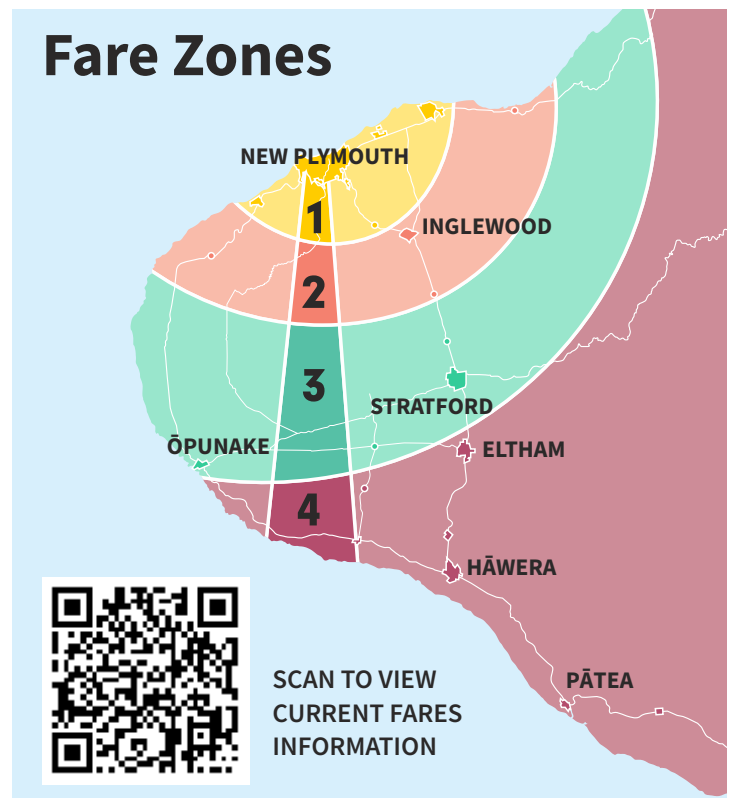 Fare Zones
NEW PLYMOUTH
1
INGLEWOOD
2
3
STRATFORD
ŌPUNAKE
ELTHAM
4
HĀWERA
SCAN TO VIEW
CURRENT FARES
INFORMATION
PĀTEA